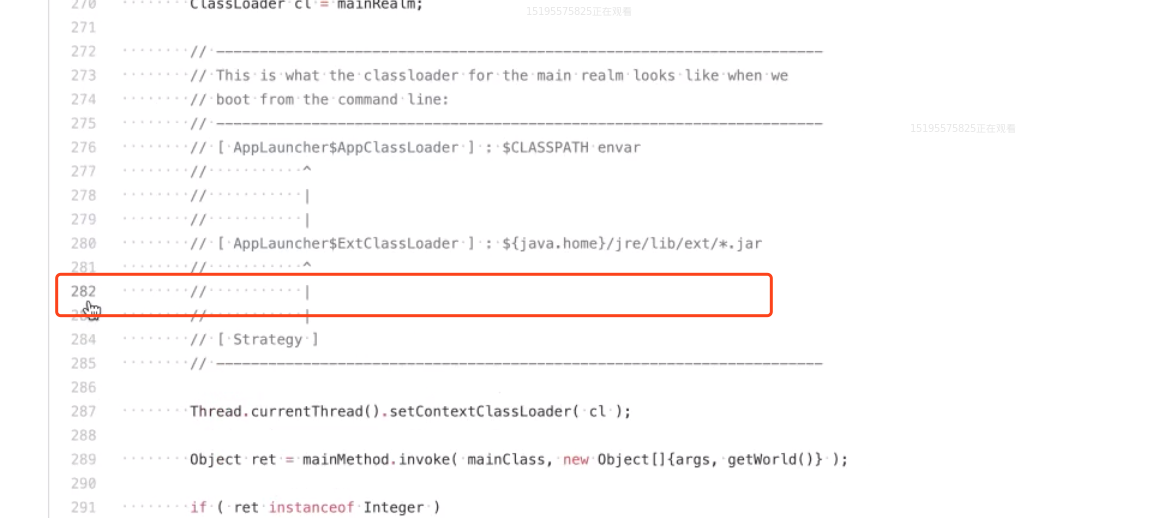 270 ClassLoader cl = mainRealm;
15195575825正在观看
271
272 // ----------------------------------------------------------------------
273 // This is what the classloader for the main realm looks like when we
274 // boot from the command line:
275 // ----------------------------------------------------------------------
15195575825正在观看
276 // [ AppLauncher$AppClassLoader ] : $CLASSPATH envar
277 // ^
278 // |
279 // |
280 // [ AppLauncher$ExtClassLoader ] : ${java.home}/jre/lib/ext/*.jar
281 // ^
282 // |
// |
284 // [ Strategy ]
285 // ----------------------------------------------------------------------
286
287 Thread.currentThread().setContextClassLoader( cl );
288
289 Object ret = mainMethod.invoke( mainClass, new Object[]{args, getWorld()} );
290
291 if ( ret instanceof Integer )